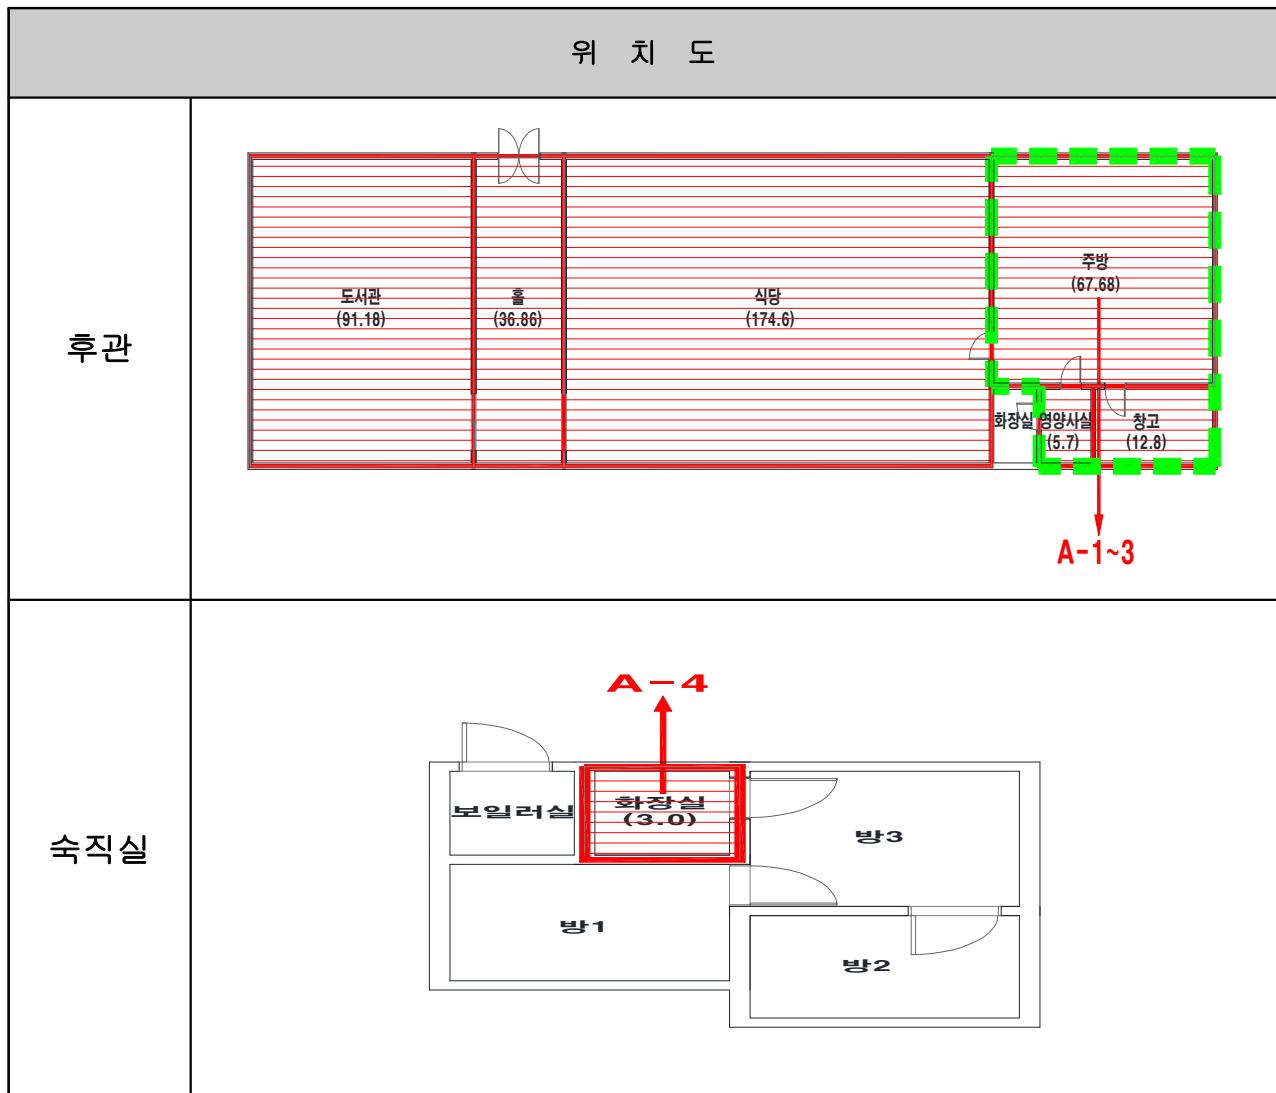 위 치 도
후관
도서관
(91.18)
홀
(36.86)
식당
(174.6)
주방
(67.68)
화장실
영양사실
(5.7)
창고
(12.8)
A-1~3
숙직실
A-4
보일러실
화장실
(3.0)
방3
방1
방2